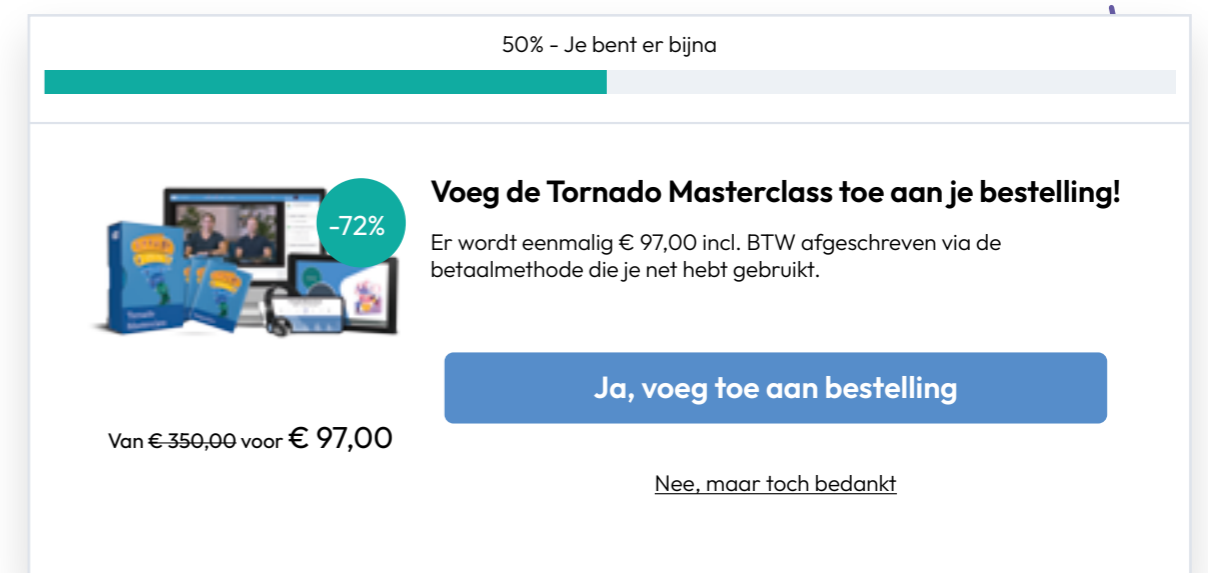 50% - Je bent er bijna
-72%
Voeg de Tornado Masterclass toe aan je bestelling!
Er wordt eenmalig € 97,00 incl. BTW afgeschreven via de
betaalmethode die je net hebt gebruikt.
Tornado
Masterclass
Ja, voeg toe aan bestelling
Van € 350,00 voor € 97,00
Nee, maar toch bedankt